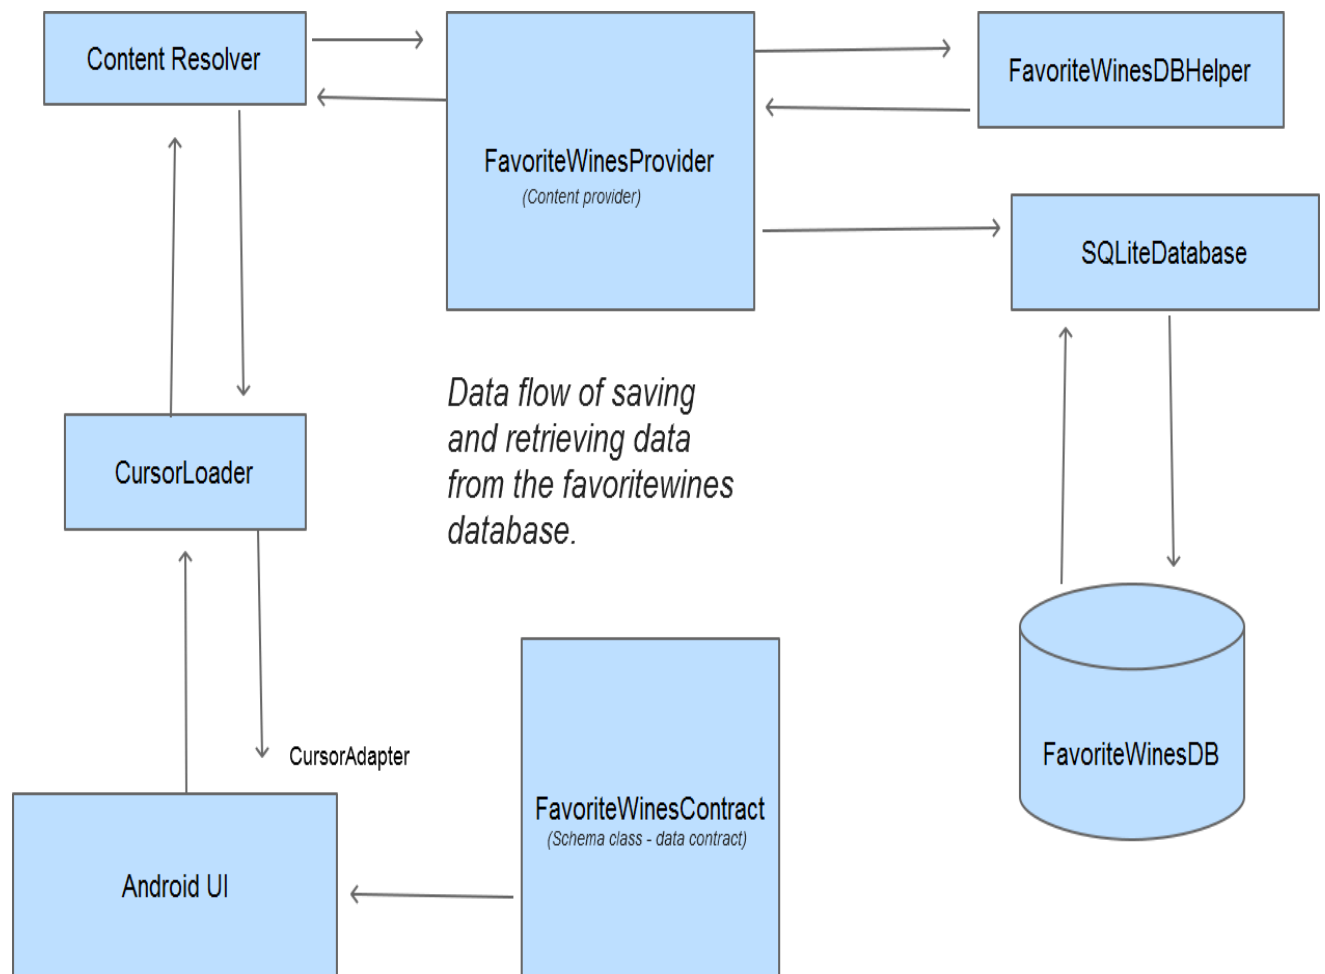 Content Resolver
FavoriteWinesProvider
(Content provider)
FavoriteWinesDBHelper
SQLiteDatabase
Data flow of saving
and retrieving data
from the favoritewines
database.
CursorLoader
CursorAdapter
FavoriteWinesDB
FavoriteWinesContract
(Schema class - data contract)
Android UI